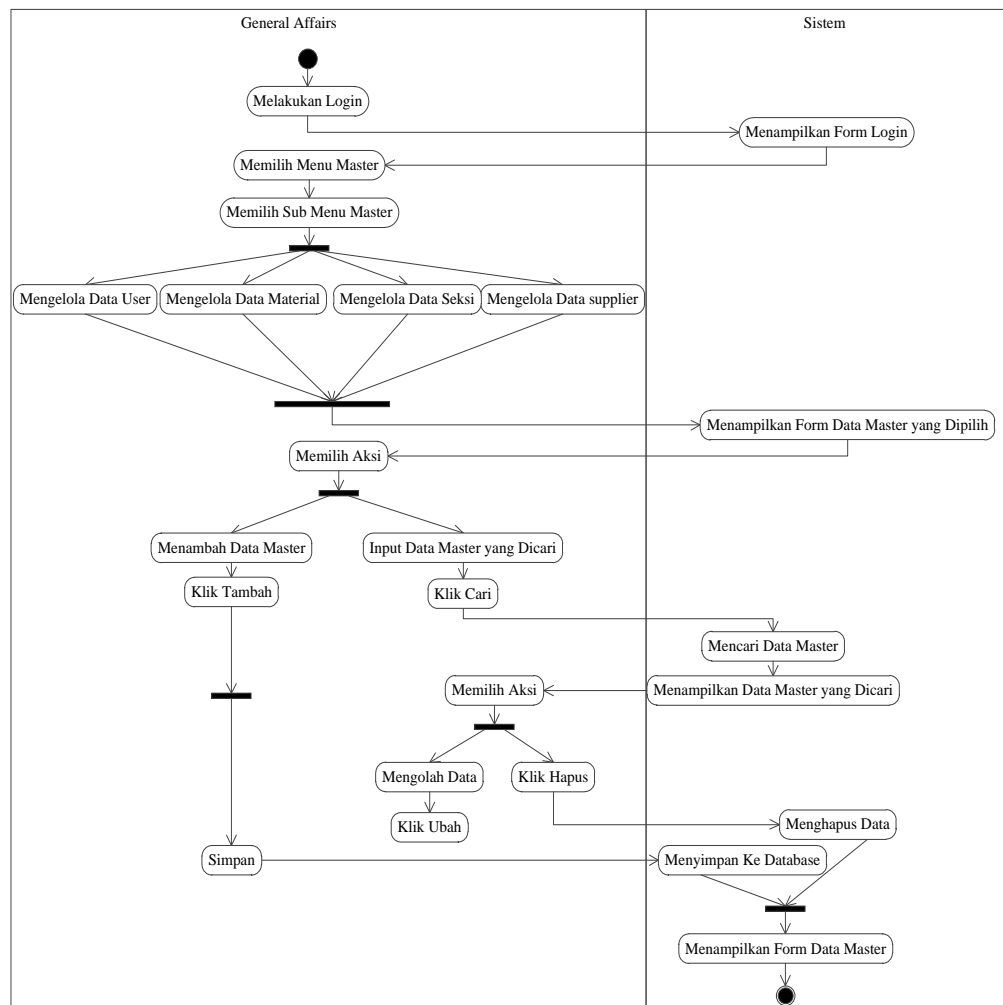 General Affairs
Sistem
Melakukan Login
Menampilkan Form Login
Memilih Menu Master
Memilih Sub Menu Master
Mengelola Data User
Mengelola Data Material
Mengelola Data Seksi
Mengelola Data supplier
Menampilkan Form Data Master yang Dipilih
Memilih Aksi
Menambah Data Master
Input Data Master yang Dicari
Klik Tambah
Klik Cari
Mencari Data Master
Memilih Aksi
Menampilkan Data Master yang Dicari
Mengolah Data
Klik Hapus
Klik Ubah
Menghapus Data
Simpan
Menyimpan Ke Database
Menampilkan Form Data Master